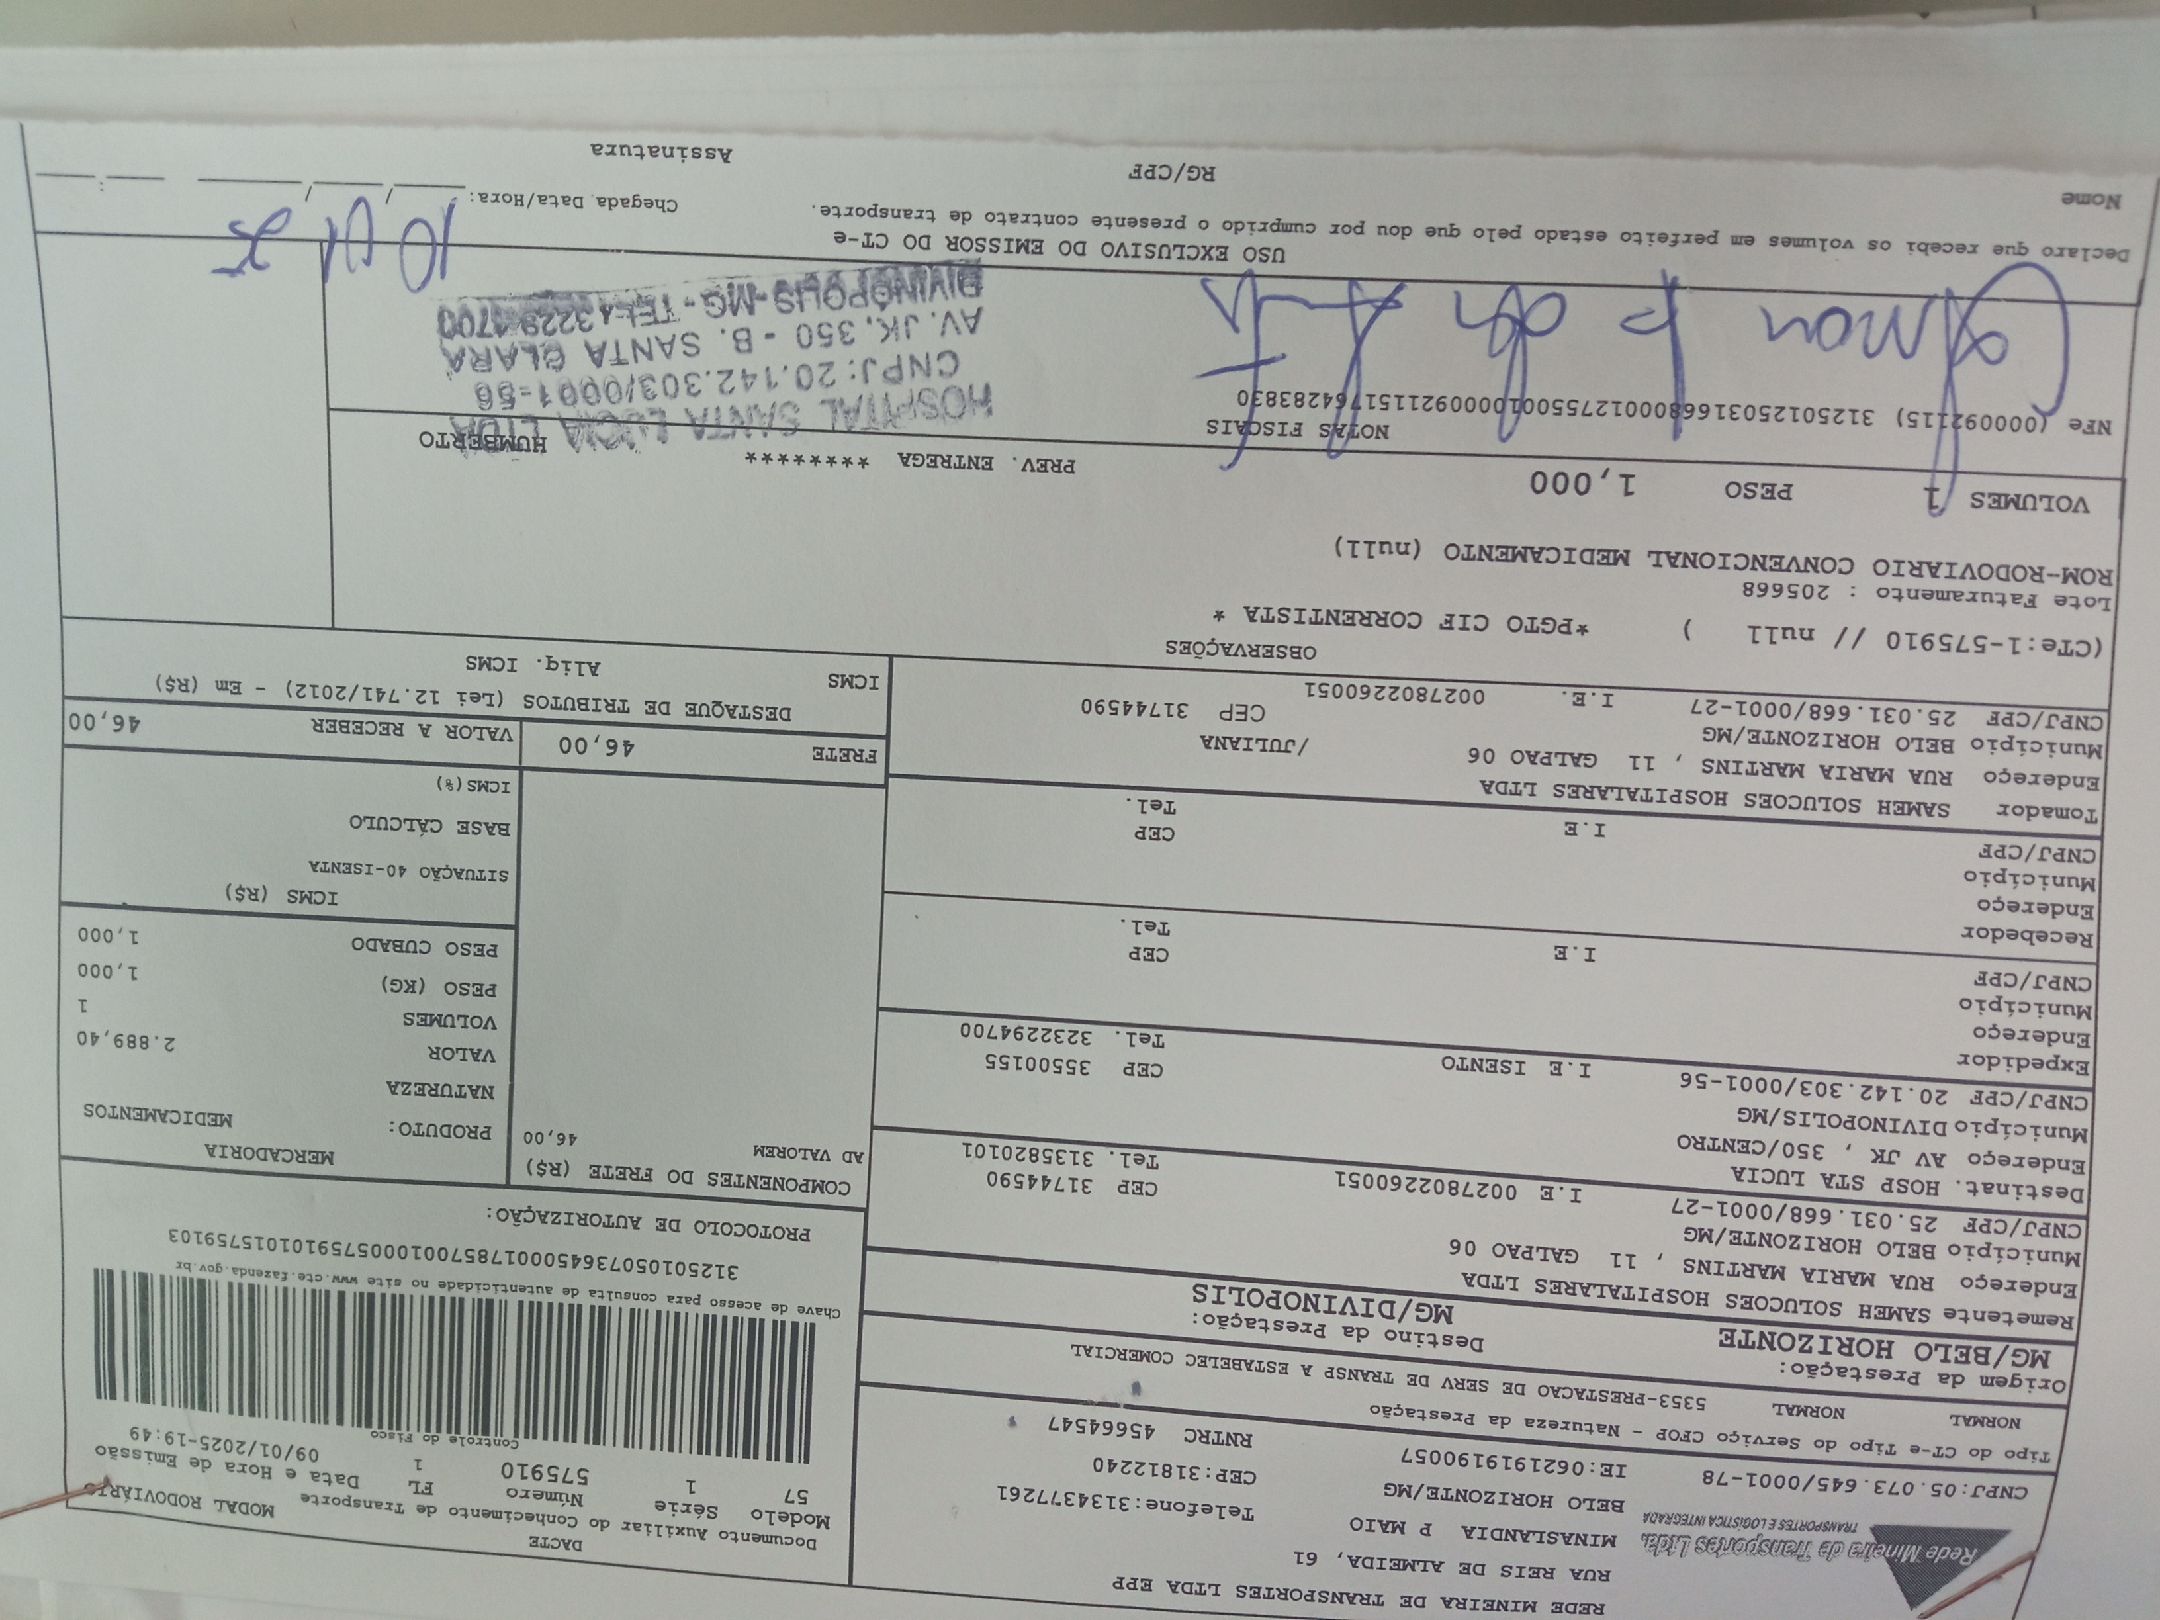 REDE MINEIRA DE TRANSPORTES LTDA EPP
RUA REIS DE ALMEIDA, 61
MINASLANDIA P MAIO Telefone:3134377261
BELO HORIZONTE/MG CEP:31812240
Rede Mineira de Transportes Ltda.
TRANSPORTES E LOGÍSTICA INTEGRADA
CNPJ:05.073.645/0001-78 IE:0621919190057 RNTRC 45664547
DACTE
Documento Auxiliar do Conhecimento de Transporte MODAL RODOVIÁRIO
Modelo Série Número FL Data e Hora de Emissão
57 1 575910 1 09/01/2025-19:49
Controle do Fisco
Chave de acesso para consulta de autenticidade no site www.cte.fazenda.gov.br
31250105073645000178570010005759101015759103
PROTOCOLO DE AUTORIZAÇÃO:
Tipo do CT-e Tipo do Serviço CFOP - Natureza da Prestação
NORMAL NORMAL 5353-PRESTACAO DE SERV DE TRANSP A ESTABELEC COMERCIAL
Origem da Prestação: Destino da Prestação:
MG/BELO HORIZONTE MG/DIVINOPOLIS
Remetente SAMEH SOLUCOES HOSPITALARES LTDA
Endereço RUA MARIA MARTINS , 11 GALPAO 06
Município BELO HORIZONTE/MG CEP 31744590
CNPJ/CPF 25.031.668/0001-27 I.E 0027802260051 Tel. 3135820101
Destinat. HOSP STA LUCIA
Endereço AV JK , 350/CENTRO
Município DIVINOPOLIS/MG CEP 35500155
CNPJ/CPF 20.142.303/0001-56 I.E ISENTO Tel. 3232294700
Expedidor
Endereço
Município CEP
CNPJ/CPF I.E Tel.
Recebedor
Endereço
Município CEP
CNPJ/CPF I.E Tel.
Tomador SAMEH SOLUCOES HOSPITALARES LTDA
Endereço RUA MARIA MARTINS , 11 GALPAO 06 /JULIANA
Município BELO HORIZONTE/MG CEP 31744590
CNPJ/CPF 25.031.668/0001-27 I.E. 0027802260051
COMPONENTES DO FRETE (R$)
AD VALOREM 46,00
MERCADORIA
PRODUTO: MEDICAMENTOS
NATUREZA
VALOR 2.889,40
VOLUMES 1
PESO (KG) 1,000
PESO CUBADO 1,000
ICMS (R$)
SITUAÇÃO 40-ISENTA
BASE CÁLCULO
ICMS(%)
FRETE 46,00 VALOR A RECEBER 46,00
DESTAQUE DE TRIBUTOS (Lei 12.741/2012) - Em (R$)
ICMS Aliq. ICMS
OBSERVAÇÕES
(CTe:1-575910 // null ) *PGTO CIF CORRENTISTA *
Lote Faturamento : 205668
ROM-RODOVIARIO CONVENCIONAL MEDICAMENTO (null)
VOLUMES 1 PESO 1,000 PREV. ENTREGA ******** HUMBERTO
NOTAS FISCAIS
NFe (000092115) 31250125031668000127550010000921151764283830
HOSPITAL SANTA LUCIA LTDA
CNPJ: 20.142.303/0001-56
AV. JK, 350 - B. SANTA CLARA
DIVINÓPOLIS-MG - TEL.: 3229-4700
10 01 25
USO EXCLUSIVO DO EMISSOR DO CT-e
Declaro que recebi os volumes em perfeito estado pelo que dou por cumprido o presente contrato de transporte.
Chegada Data/Hora: ____/____/____ ___:___
Nome RG/CPF Assinatura